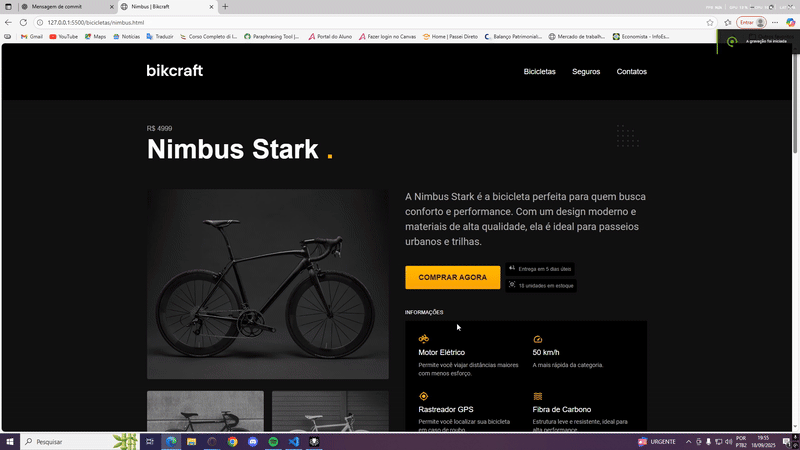 Mensagem de commit
Nimbus | Bikcraft
127.0.0.1:5500/bicicletas/nimbus.html
Entrar
Gmail
YouTube
Maps
Notícias
Traduzir
Corso Completo di I...
Paraphrasing Tool |...
Portal do Aluno
Fazer login no Canvas
Home | Passei Direto
Balanço Patrimonial...
Mercado de trabalh...
Economista - InfoEs...
A gravação foi iniciada
bikcraft
Bicicletas
Seguros
Contatos
R$ 4999
Nimbus Stark .
A Nimbus Stark é a bicicleta perfeita para quem busca
conforto e performance. Com um design moderno e
materiais de alta qualidade, ela é ideal para passeios
urbanos e trilhas.
COMPRAR AGORA
Entrega em 5 dias úteis
18 unidades em estoque
INFORMAÇÕES
Motor Elétrico
Permite você viajar distâncias maiores
com menos esforço.
50 km/h
A mais rápida da categoria.
Rastreador GPS
Permite você localizar sua bicicleta
em caso de roubo.
Fibra de Carbono
Estrutura leve e resistente, ideal para
alta performance.
Pesquisar
URGENTE
POR
PTB2
19:55
18/09/2025